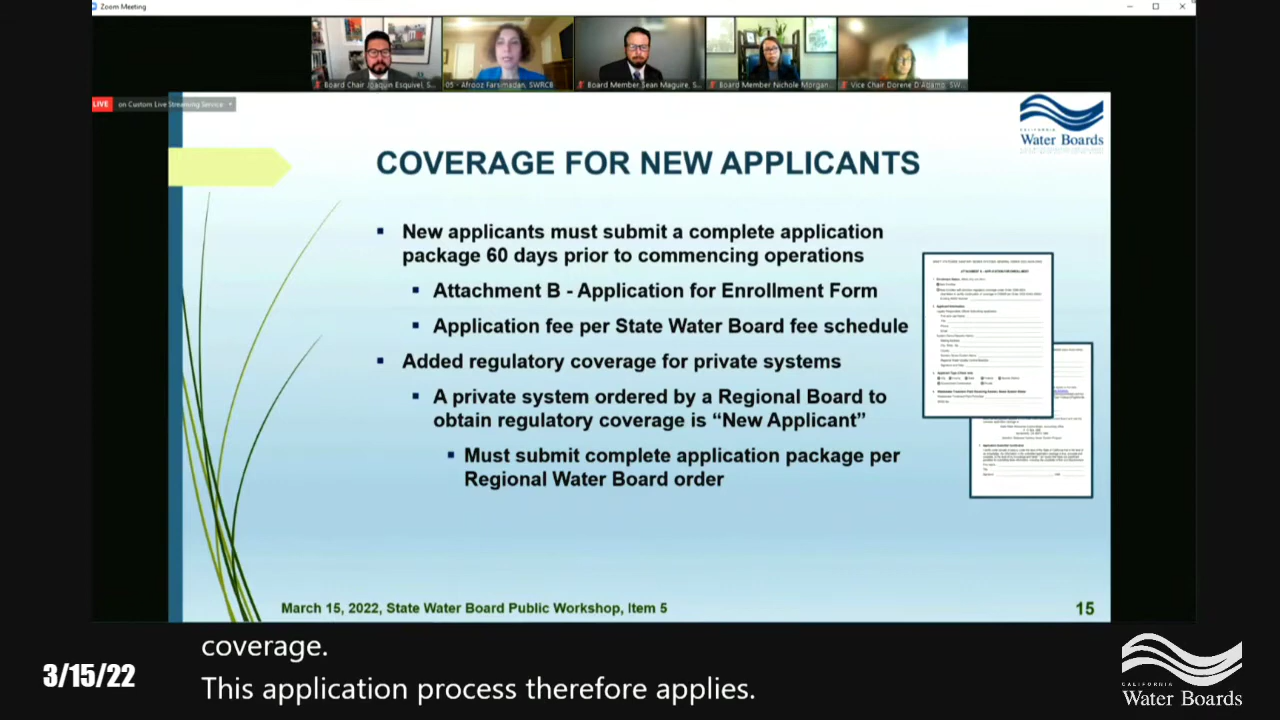 Zoom Meeting
Board Chair Joaquin Esquivel, S...
05 - Afrooz Farsimadan, SWRCB
Board Member Sean Maguire, S...
Board Member Nichole Morgan,
Vice Chair Dorene D'Adamo, SW...
LIVE on Custom Live Streaming Service
CALIFORNIA
Water Boards
COVERAGE FOR NEW APPLICANTS
New applicants must submit a complete application
package 60 days prior to commencing operations
Attachment B - Application for Enrollment Form
Application fee per State Water Board fee schedule
Added regulatory coverage for private systems
A private system ordered by a Regional Board to
obtain regulatory coverage is “New Applicant”
Must submit complete application package per
Regional Water Board order
March 15, 2022, State Water Board Public Workshop, Item 5
15
coverage.
This application process therefore applies.
3/15/22
CALIFORNIA
Water Boards